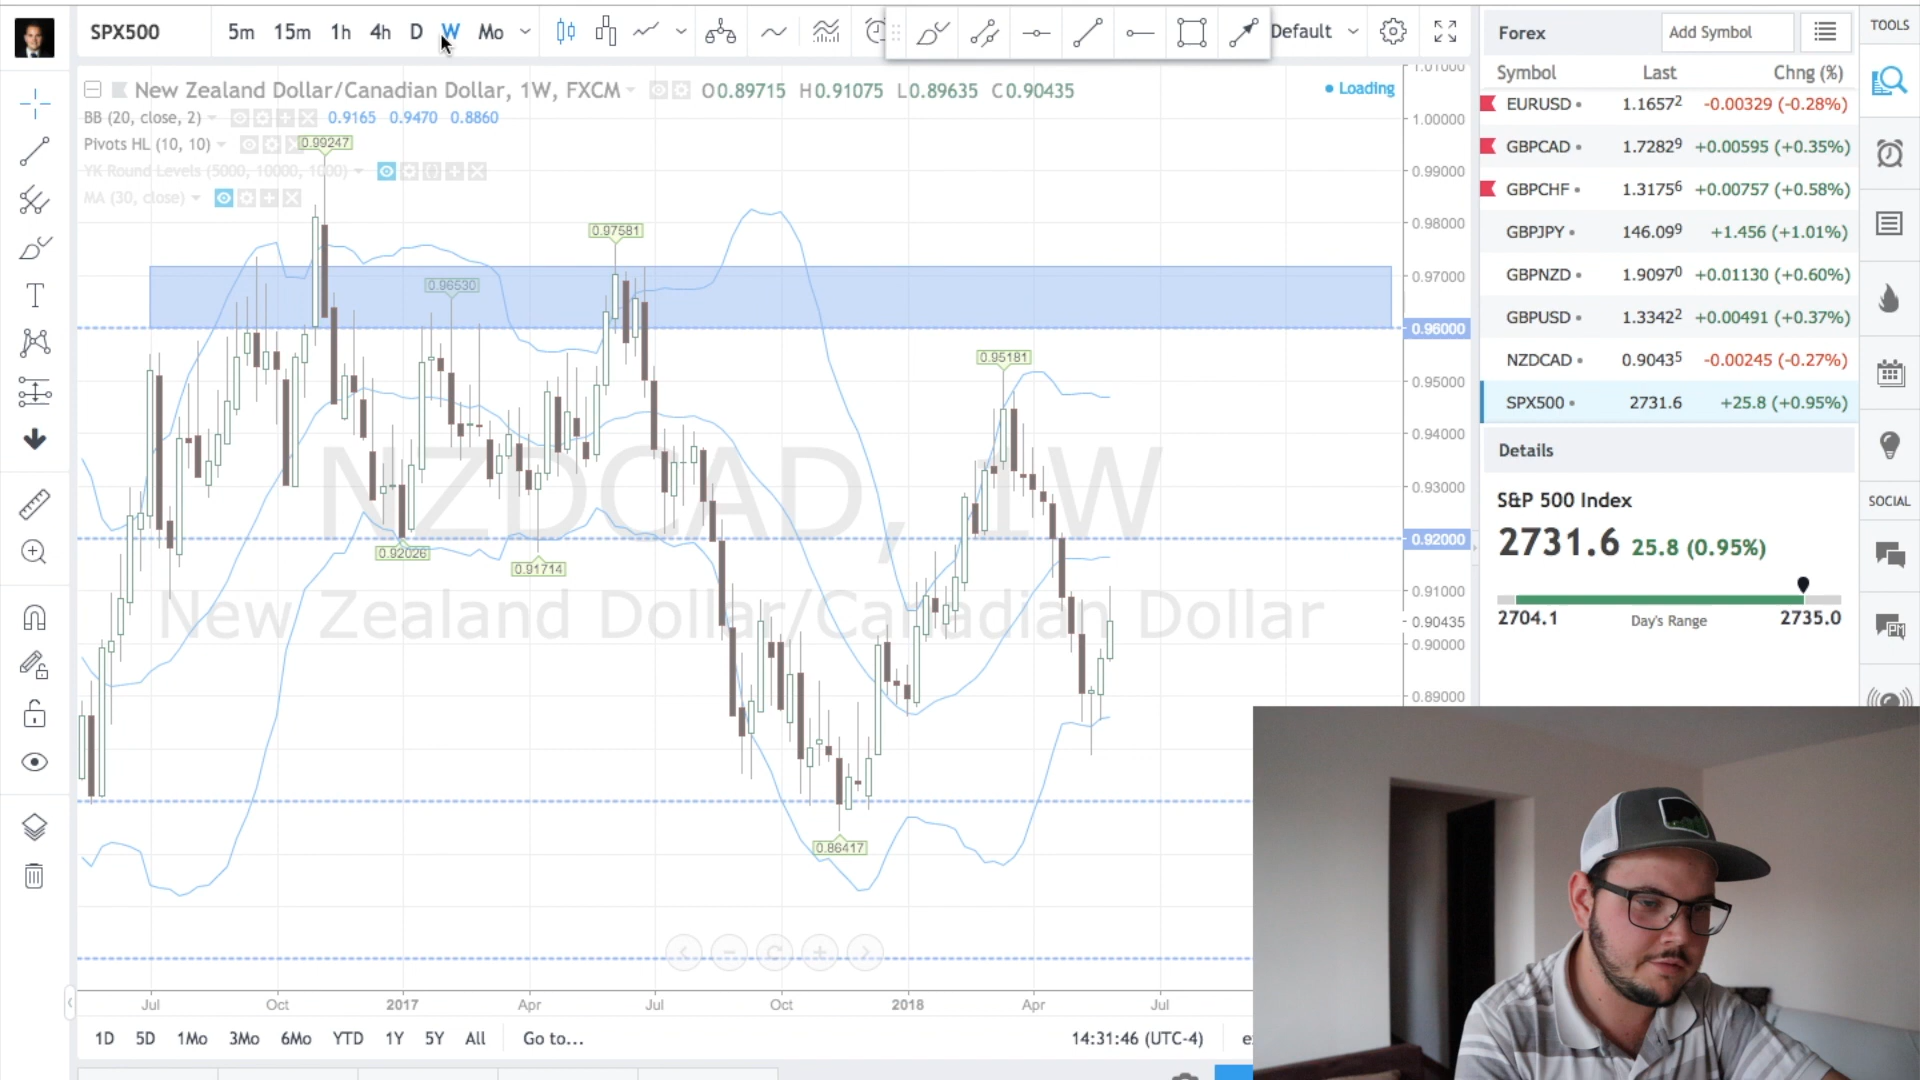 SPX500 5m 15m 1h 4h D W Mo Default
New Zealand Dollar/Canadian Dollar, 1W, FXCM O0.89715 H0.91075 L0.89635 C0.90435
Loading
BB (20, close, 2) 0.9165 0.9470 0.8860
Pivots HL (10, 10)
YK Round Levels (5000, 10000, 1000)
MA (30, close)
0.99247
0.97581
0.96530
0.95181
0.92026
0.91714
0.86417
NZDCAD, 1W
New Zealand Dollar/Canadian Dollar
1.01000
1.00000
0.99000
0.98000
0.97000
0.96000
0.95000
0.94000
0.93000
0.92000
0.91000
0.90435
0.90000
0.89000
Jul Oct 2017 Apr Jul Oct 2018 Apr Jul
1D 5D 1Mo 3Mo 6Mo YTD 1Y 5Y All Go to... 14:31:46 (UTC-4)
Forex Add Symbol
Symbol Last Chng (%)
EURUSD 1.16572 -0.00329 (-0.28%)
GBPCAD 1.72829 +0.00595 (+0.35%)
GBPCHF 1.31756 +0.00757 (+0.58%)
GBPJPY 146.099 +1.456 (+1.01%)
GBPNZD 1.90970 +0.01130 (+0.60%)
GBPUSD 1.33422 +0.00491 (+0.37%)
NZDCAD 0.90435 -0.00245 (-0.27%)
SPX500 2731.6 +25.8 (+0.95%)
Details
S&P 500 Index
2731.6 25.8 (0.95%)
2704.1 Day's Range 2735.0
TOOLS
SOCIAL
PM